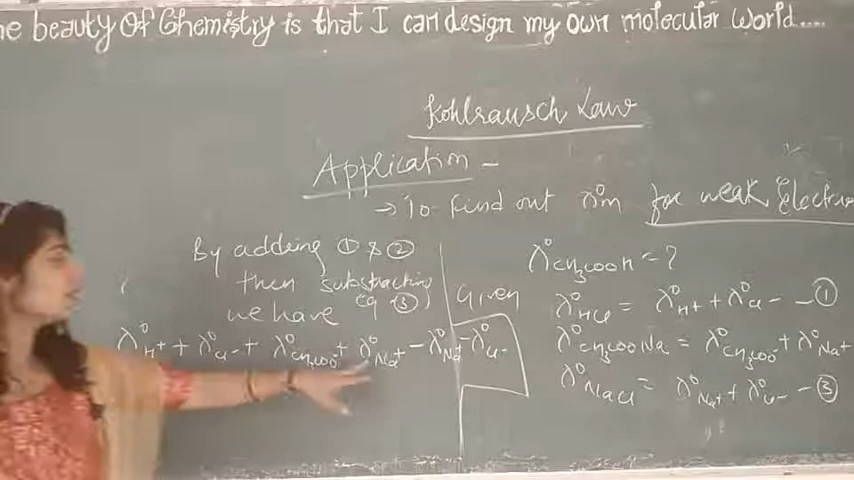 he beauty Of Chemistry is that I can design my own molecular world....
Kohlrausch Law
Application -
→ To find out λ°m for weak Electro
By adding ① & ②
then substracting
eq ③,
we have
λ°H+ + λ°Cl- + λ°CH3COO- + λ°Na+ - λ°Na+ - λ°Cl-
λ°CH3COOH = ?
Given
λ°HCl = λ°H+ + λ°Cl- - ①
λ°CH3COONa = λ°CH3COO- + λ°Na+
λ°NaCl = λ°Na+ + λ°Cl- - ③